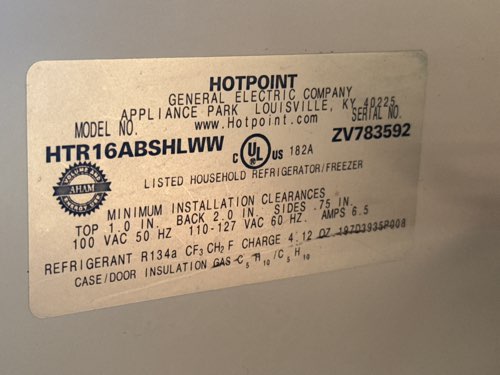 HOTPOINT
GENERAL ELECTRIC COMPANY
APPLIANCE PARK LOUISVILLE, KY 40225
www.Hotpoint.com
MODEL NO. SERIAL NO.
HTR16ABSHLWW C UL US 182A ZV783592
AHAM
LISTED HOUSEHOLD REFRIGERATOR/FREEZER
MINIMUM INSTALLATION CLEARANCES
TOP 1.0 IN. BACK 2.0 IN. SIDES .75 IN.
100 VAC 50 HZ 110-127 VAC 60 HZ. AMPS 6.5
REFRIGERANT R134a CF3CH2F CHARGE 4.12 OZ 197D3935P008
CASE/DOOR INSULATION GAS C5H10/C5H10